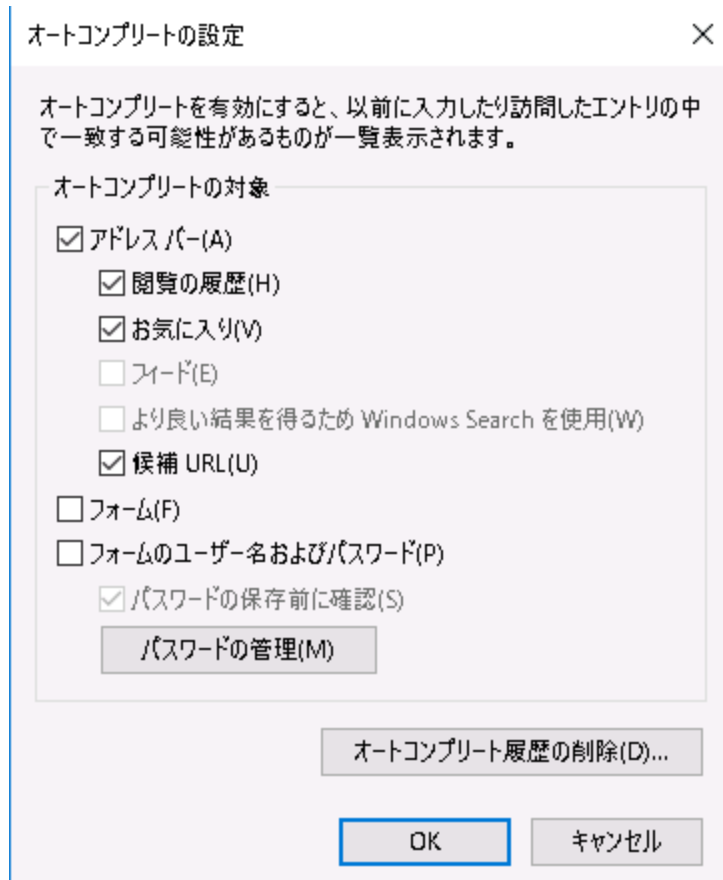 オートコンプリートの設定
オートコンプリートを有効にすると、以前に入力したり訪問したエントリの中
で一致する可能性があるものが一覧表示されます。
オートコンプリートの対象
アドレス バー(A)
閲覧の履歴(H)
お気に入り(V)
フィード(E)
より良い結果を得るため Windows Search を使用(W)
候補 URL(U)
フォーム(F)
フォームのユーザー名およびパスワード(P)
パスワードの保存前に確認(S)
パスワードの管理(M)
オートコンプリート履歴の削除(D)...
OK
キャンセル